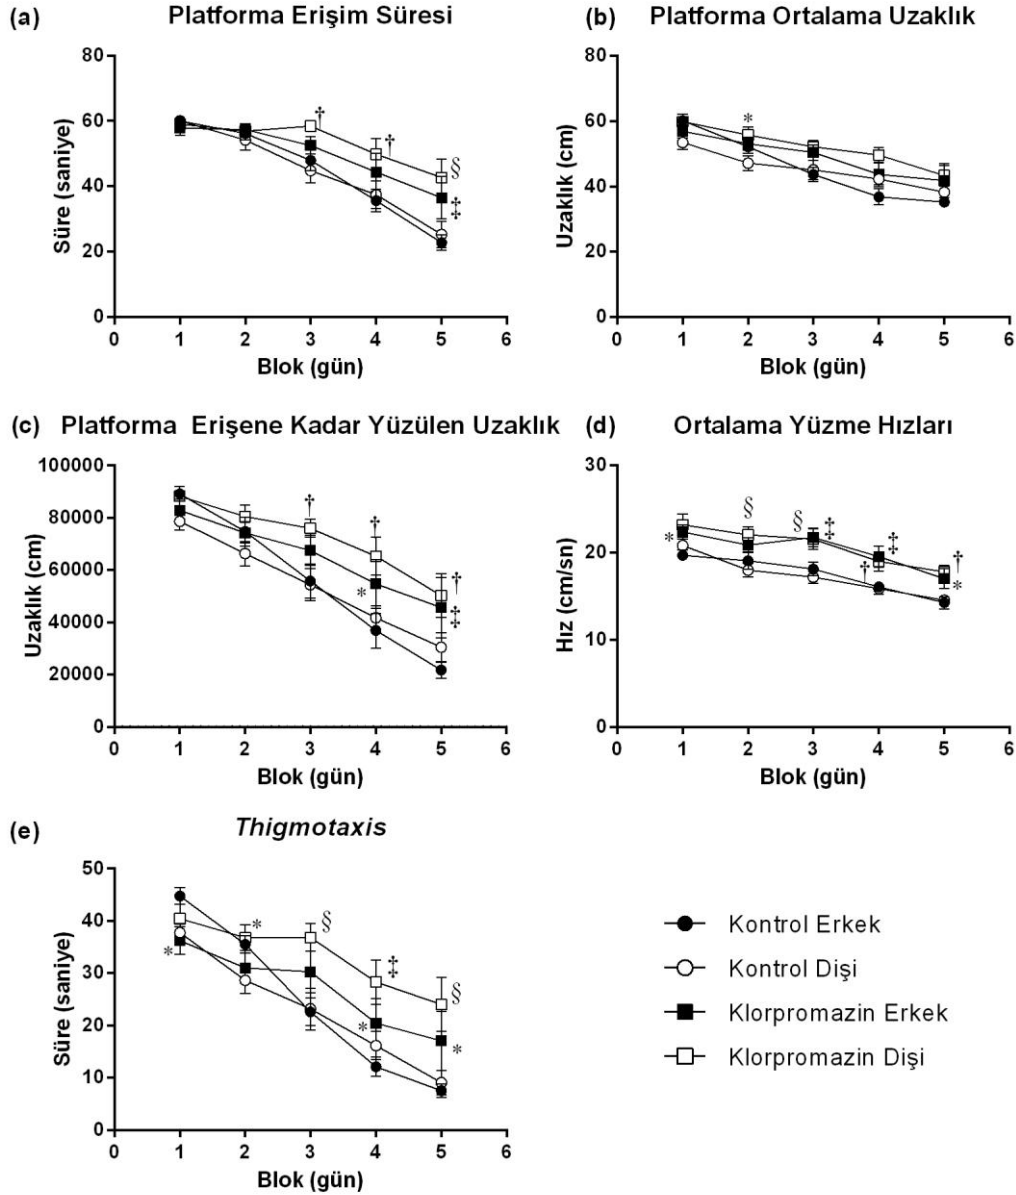 (a) Platforma Erişim Süresi
80
60
40
20
0
Süre (saniye)
† † § ‡
0 1 2 3 4 5 6
Blok (gün)
(b) Platforma Ortalama Uzaklık
80
60
40
20
0
Uzaklık (cm)
*
0 1 2 3 4 5 6
Blok (gün)
(c) Platforma Erişene Kadar Yüzülen Uzaklık
100000
80000
60000
40000
20000
0
Uzaklık (cm)
† † * † ‡
0 1 2 3 4 5 6
Blok (gün)
(d) Ortalama Yüzme Hızları
30
20
10
0
Hız (cm/sn)
* § § ‡ ‡ † † *
0 1 2 3 4 5 6
Blok (gün)
(e) Thigmotaxis
50
40
30
20
10
0
Süre (saniye)
* * § * ‡ § *
0 1 2 3 4 5 6
Blok (gün)
Kontrol Erkek
Kontrol Dişi
Klorpromazin Erkek
Klorpromazin Dişi